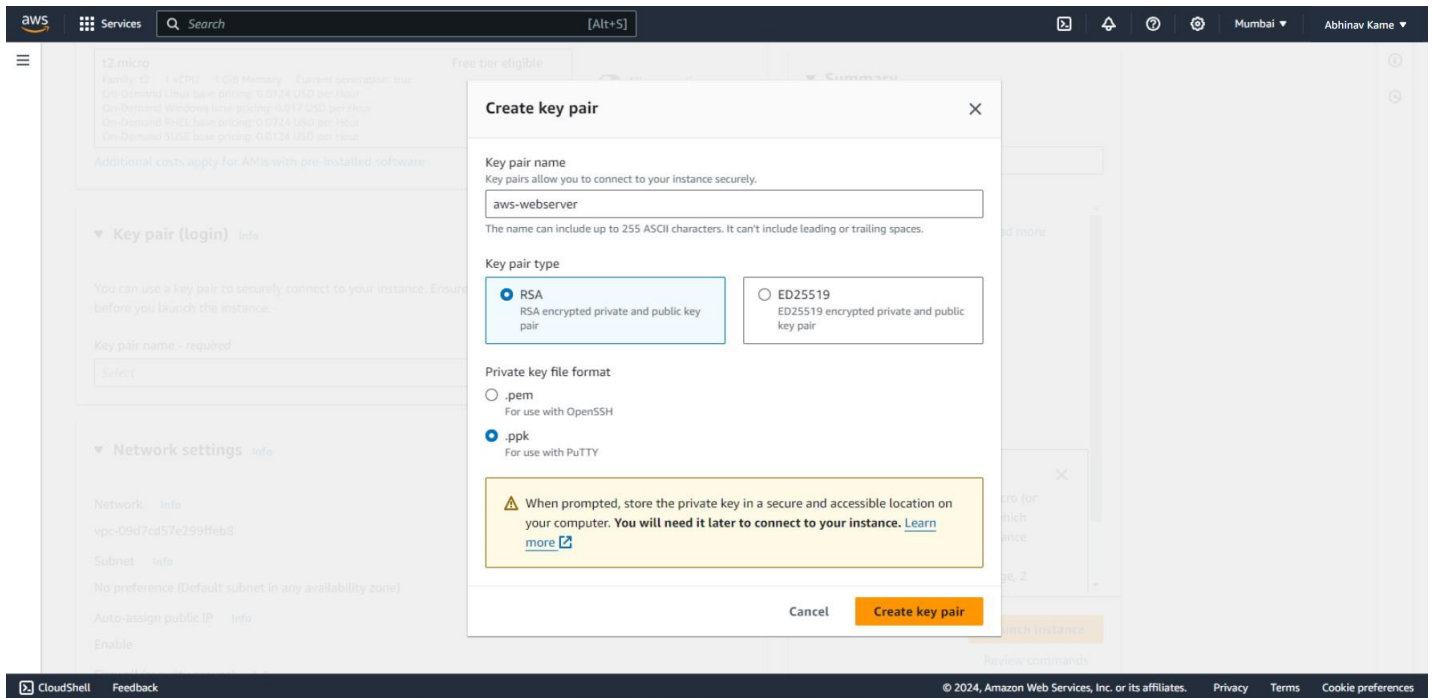 aws
Services
Search [Alt+S]
Mumbai ▼
Abhinav Kame ▼
t2.micro Free tier eligible
Family: t2 1 vCPU 1 GiB Memory Current generation: true
On-Demand Linux base pricing: 0.0124 USD per Hour
On-Demand Windows base pricing: 0.017 USD per Hour
On-Demand RHEL base pricing:
On-Demand SUSE base pricing:
Additional costs apply for AMIs with pre-installed software
Summary
Create key pair
Key pair name
Key pairs allow you to connect to your instance securely.
aws-webserver
The name can include up to 255 ASCII characters. It can't include leading or trailing spaces.
Key pair type
RSA
RSA encrypted private and public key
pair
ED25519
ED25519 encrypted private and public
key pair
Private key file format
.pem
For use with OpenSSH
.ppk
For use with PuTTY
When prompted, store the private key in a secure and accessible location on
your computer. You will need it later to connect to your instance. Learn
more
Cancel
Create key pair
▼ Key pair (login) Info
You can use a key pair to securely connect to your instance. Ensure
before you launch the instance.
Key pair name - required
Select
▼ Network settings Info
Network Info
vpc-09d7cd57e299ffeb8
Subnet Info
No preference (Default subnet in any availability zone)
Auto-assign public IP Info
Enable
more
Review commands
CloudShell Feedback © 2024, Amazon Web Services, Inc. or its affiliates. Privacy Terms Cookie preferences